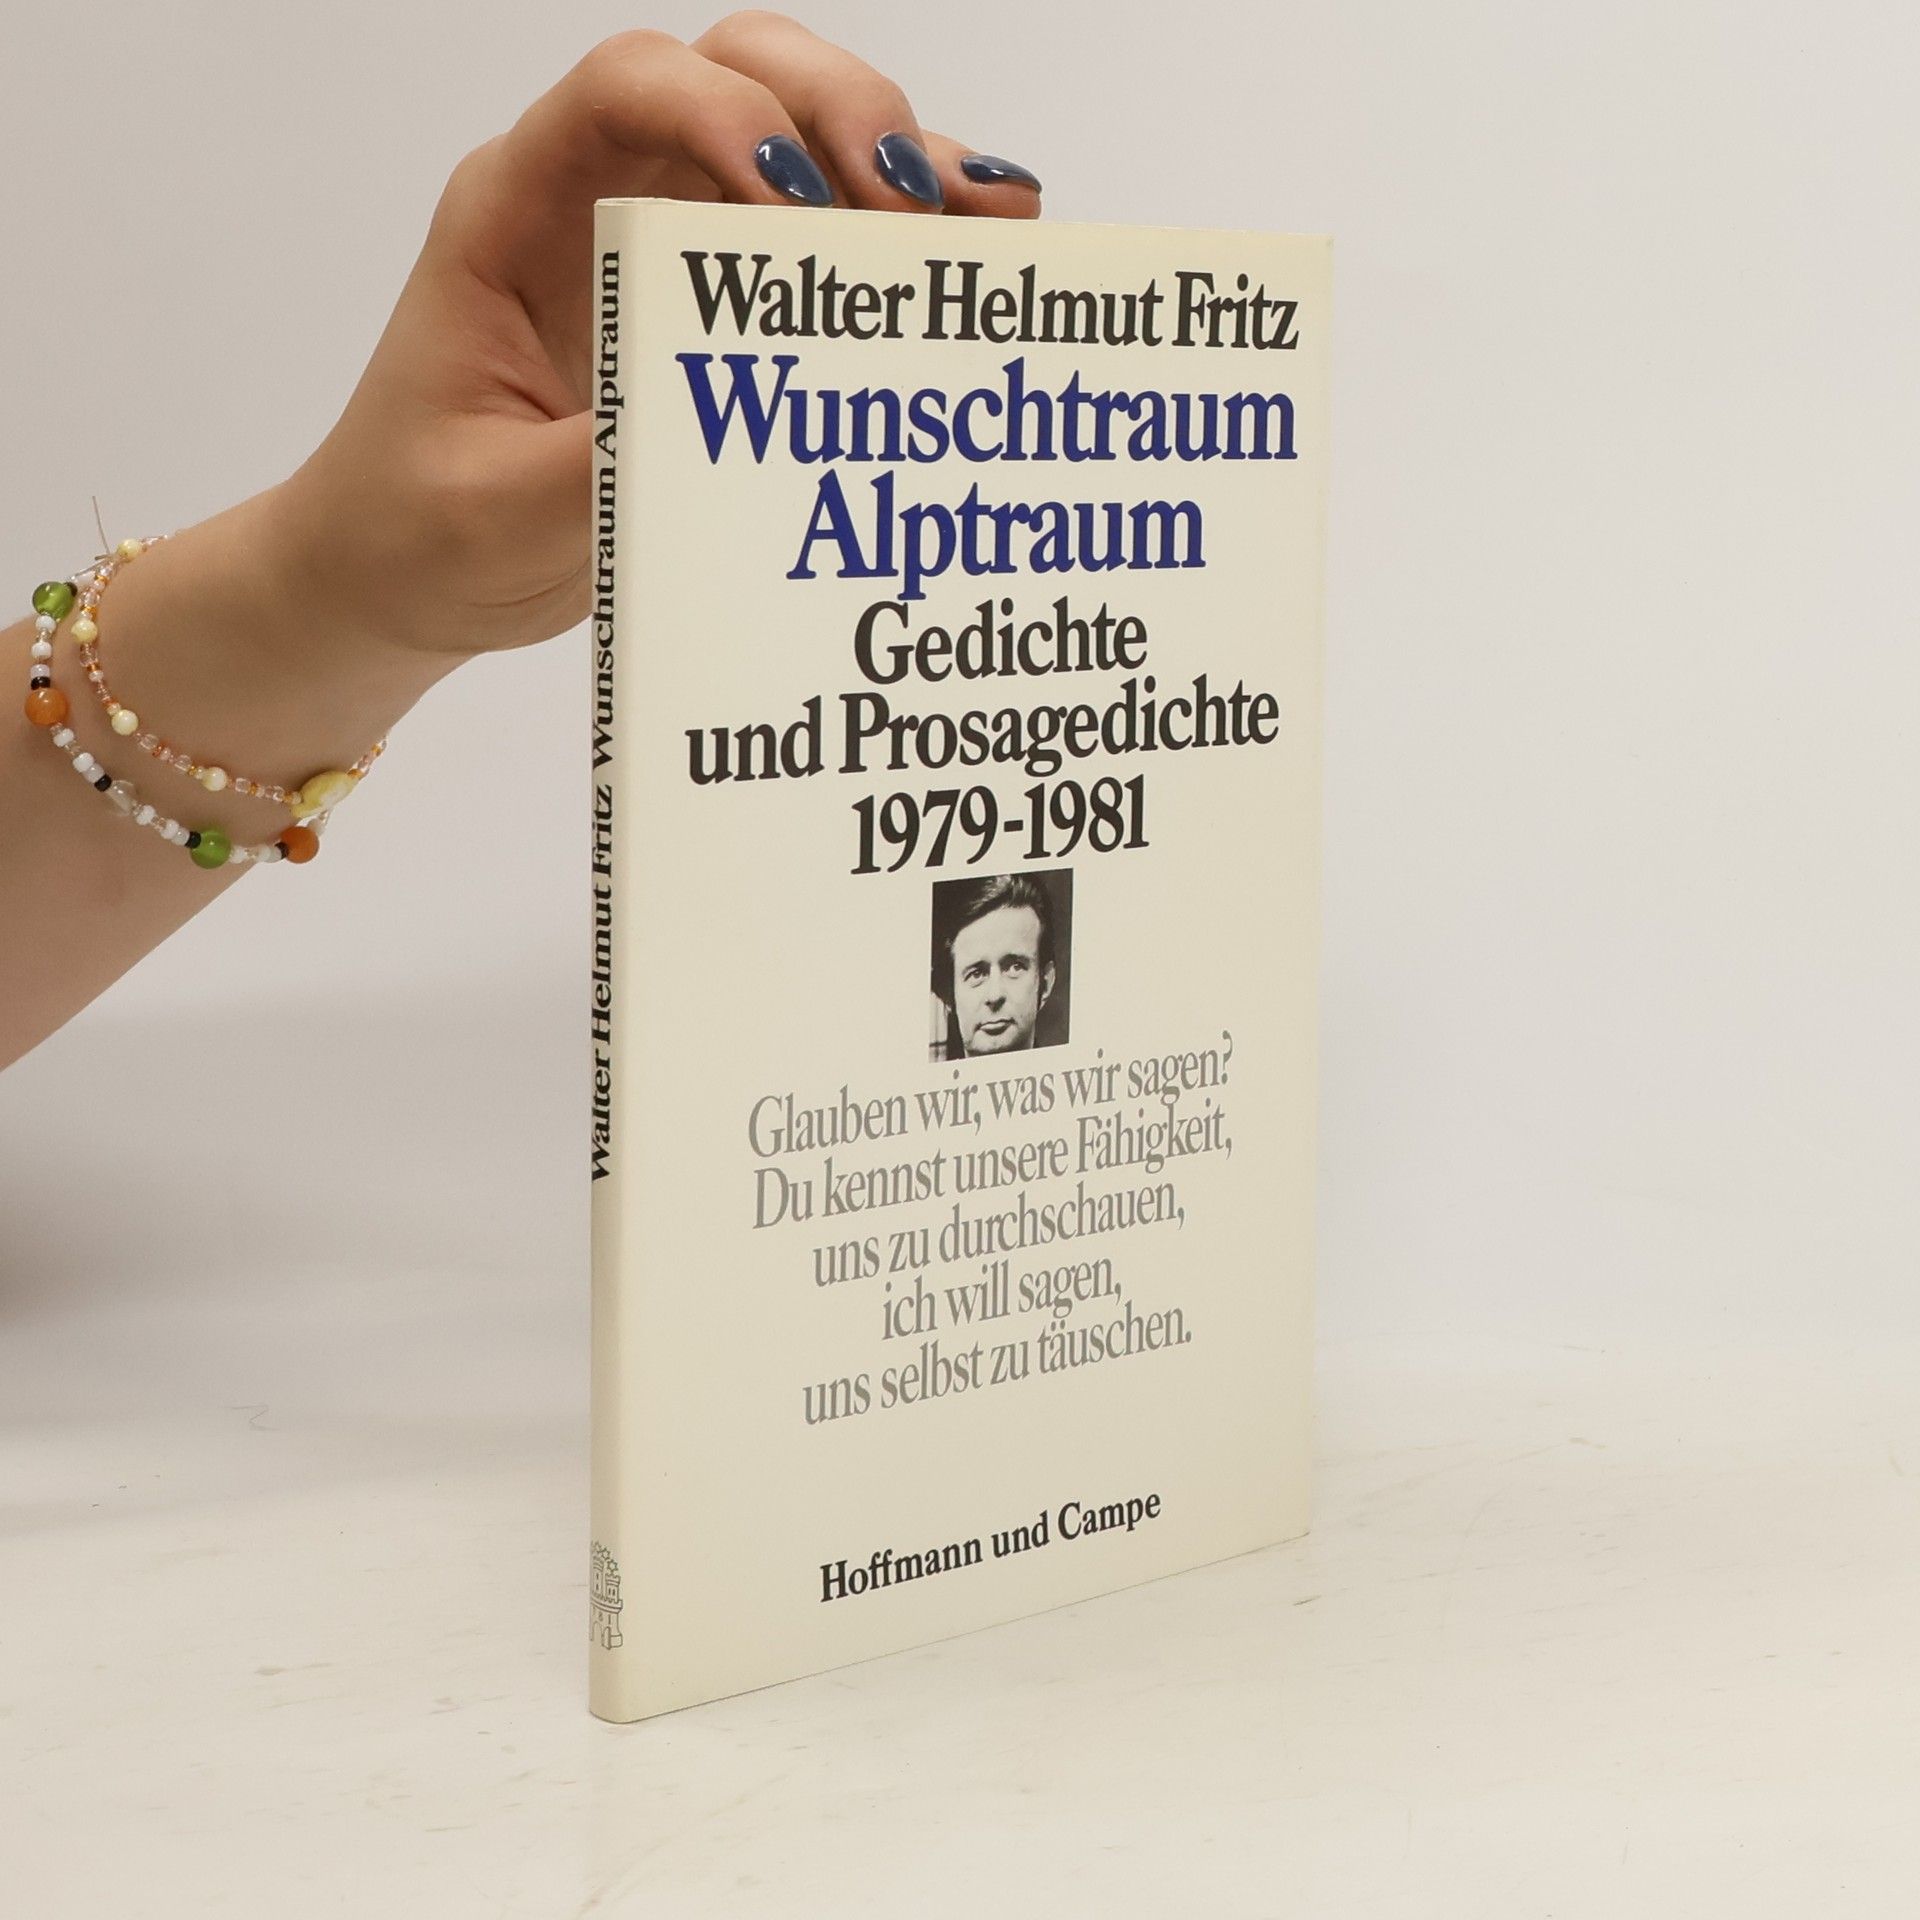 Walter Helmut Fritz Wunschtraum Alptraum
Walter Helmut Fritz
Wunschtraum
Alptraum
Gedichte
und Prosagedichte
1979-1981
Glauben wir, was wir sagen?
Du kennst unsere Fähigkeit,
uns zu durchschauen,
ich will sagen,
uns selbst zu täuschen.
Hoffmann und Campe